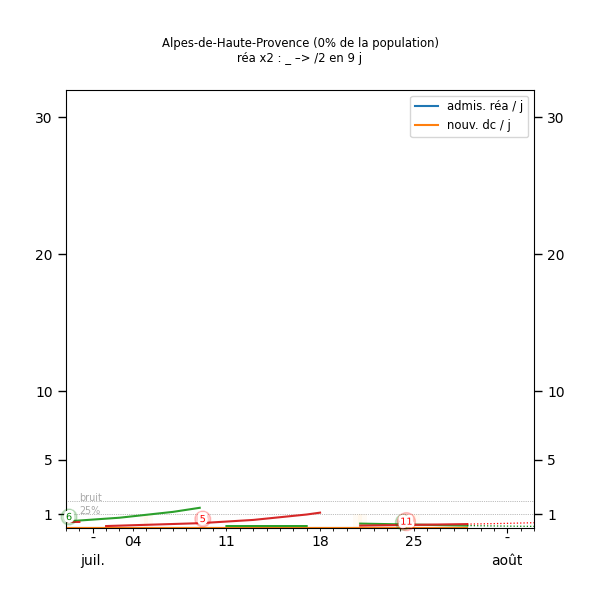 Alpes-de-Haute-Provence (0% de la population)
réa x2 : _ –> /2 en 9 j
admis. réa / j
nouv. dc / j
30 30
20 20
10 10
5 5
bruit
25%
1 1
6 5 11
- 04 11 18 25 -
juil. août